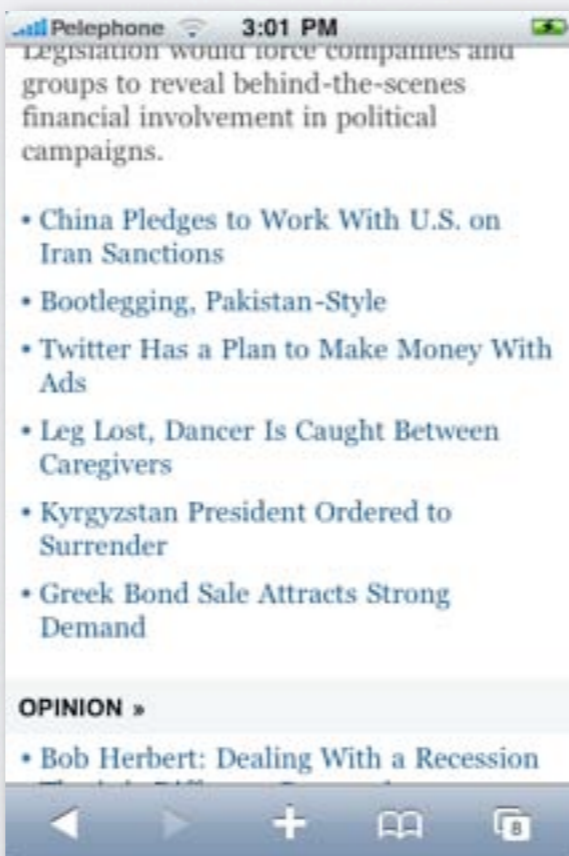 Pelephone 3:01 PM
Legislation would force companies and
groups to reveal behind-the-scenes
financial involvement in political
campaigns.
• China Pledges to Work With U.S. on
Iran Sanctions
• Bootlegging, Pakistan-Style
• Twitter Has a Plan to Make Money With
Ads
• Leg Lost, Dancer Is Caught Between
Caregivers
• Kyrgyzstan President Ordered to
Surrender
• Greek Bond Sale Attracts Strong
Demand
OPINION »
• Bob Herbert: Dealing With a Recession
8